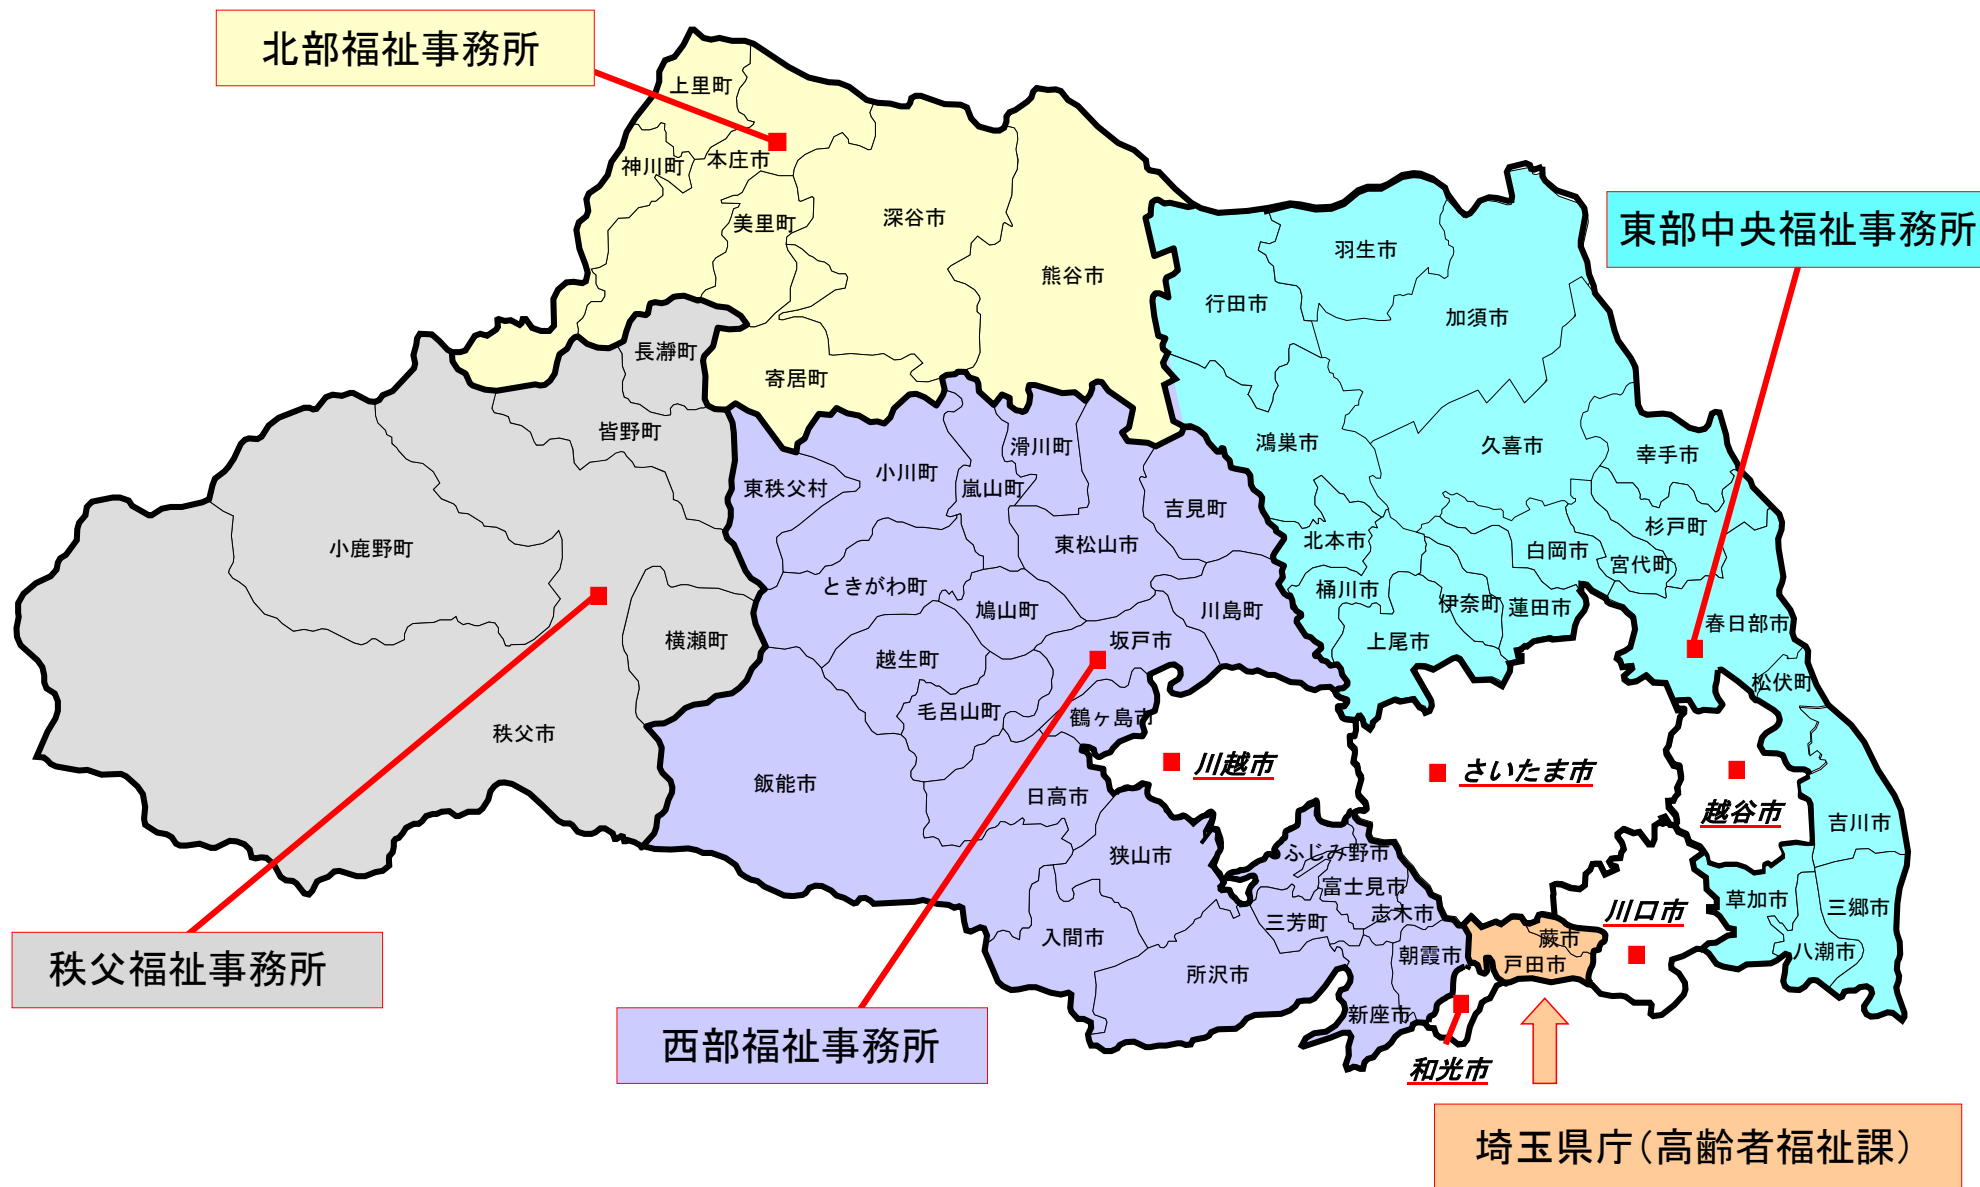 北部福祉事務所
上里町
神川町
本庄市
美里町
深谷市
熊谷市
寄居町
長瀞町
皆野町
小鹿野町
横瀬町
秩父市
秩父福祉事務所
東部中央福祉事務所
羽生市
行田市
加須市
鴻巣市
久喜市
幸手市
杉戸町
北本市
白岡市
宮代町
桶川市
伊奈町
蓮田市
上尾市
春日部市
松伏町
吉川市
草加市
三郷市
八潮市
東秩父村
小川町
嵐山町
滑川町
吉見町
東松山市
ときがわ町
鳩山町
川島町
越生町
坂戸市
毛呂山町
鶴ヶ島市
飯能市
日高市
狭山市
入間市
所沢市
ふじみ野市
富士見市
三芳町
志木市
朝霞市
新座市
西部福祉事務所
川越市
さいたま市
越谷市
川口市
和光市
蕨市
戸田市
埼玉県庁(高齢者福祉課)